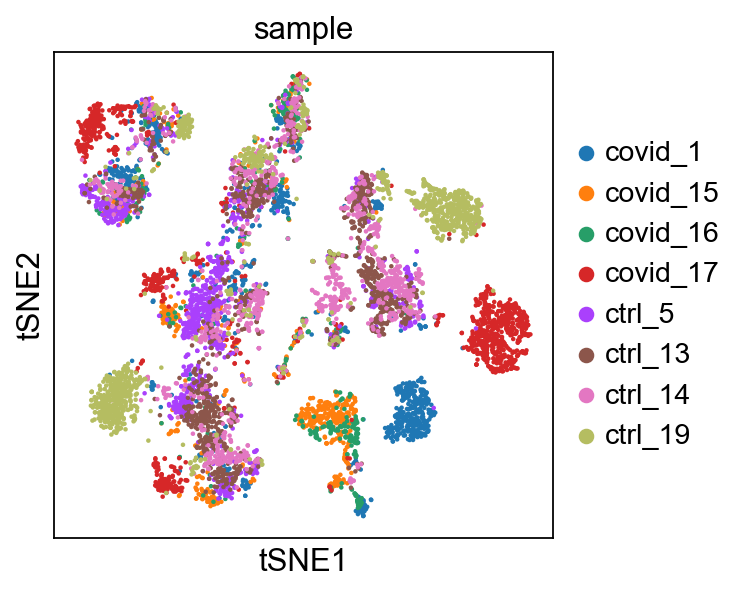 sample
tSNE2
tSNE1
covid_1
covid_15
covid_16
covid_17
ctrl_5
ctrl_13
ctrl_14
ctrl_19